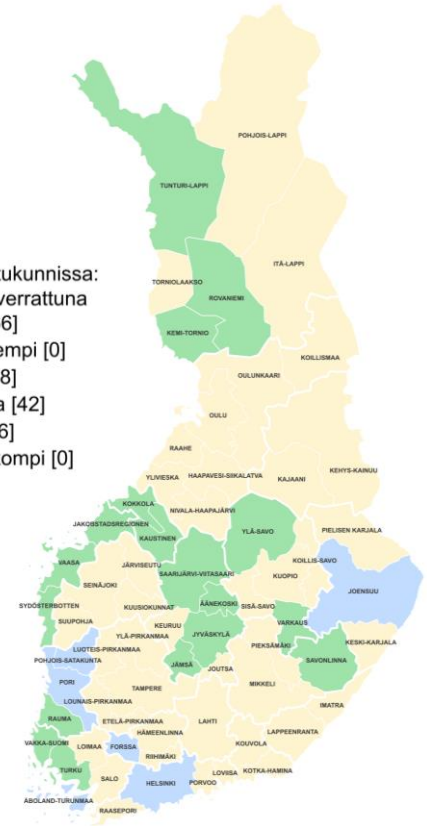 POHJOIS-LAPPI
TUNTURI-LAPPI
tukunnissa:
verrattuna
6]
empi [0]
8]
a [42]
6]
compi [0]
ITÄ-LAPPI
TORNIOLAAKSO
ROVANIEMI
KEMI-TORNIO
KOILLISMAA
OULUNKAARI
OULU
RAAHE
KEHYS-KAINUU
YLIVIESKA HAAPAVESI-SIIKALATVA
KAJAANI
NIVALA-HAAPAJÄRVI
KOKKOLA
JAKOBSTADSREGIONEN
KAUSTINEN
YLÄ-SAVO
PIELISEN KARJALA
VAASA
JÄRVISEUTU
SAARIJÄRVI-VIITASAARI
KOILLIS-SAVO
SEINÄJOKI
KUOPIO
JOENSUU
SYDÖSTERBOTTEN
KUUSIOKUNNAT
ÄÄNEKOSKI
SISÄ-SAVO
SUUPOHJA
VARKAUS
YLÄ-PIRKANMAA
KEURUU
JYVÄSKYLÄ
PIEKSÄMÄKI
KESKI-KARJALA
LUOTEIS-PIRKANMAA
POHJOIS-SATAKUNTA
SAVONLINNA
JÄMSÄ
JOUTSA
PORI
TAMPERE
MIKKELI
LOUNAIS-PIRKANMAA
IMATRA
RAUMA
ETELÄ-PIRKANMAA
LAHTI
HÄMEENLINNA
LAPPEENRANTA
VAKKA-SUOMI
LOIMAA
FORSSA
RIIHIMÄKI
KOUVOLA
TURKU
SALO
HELSINKI
LOVIISA
KOTKA-HAMINA
PORVOO
ÅBOLAND-TURUNMAA
RAASEPORI